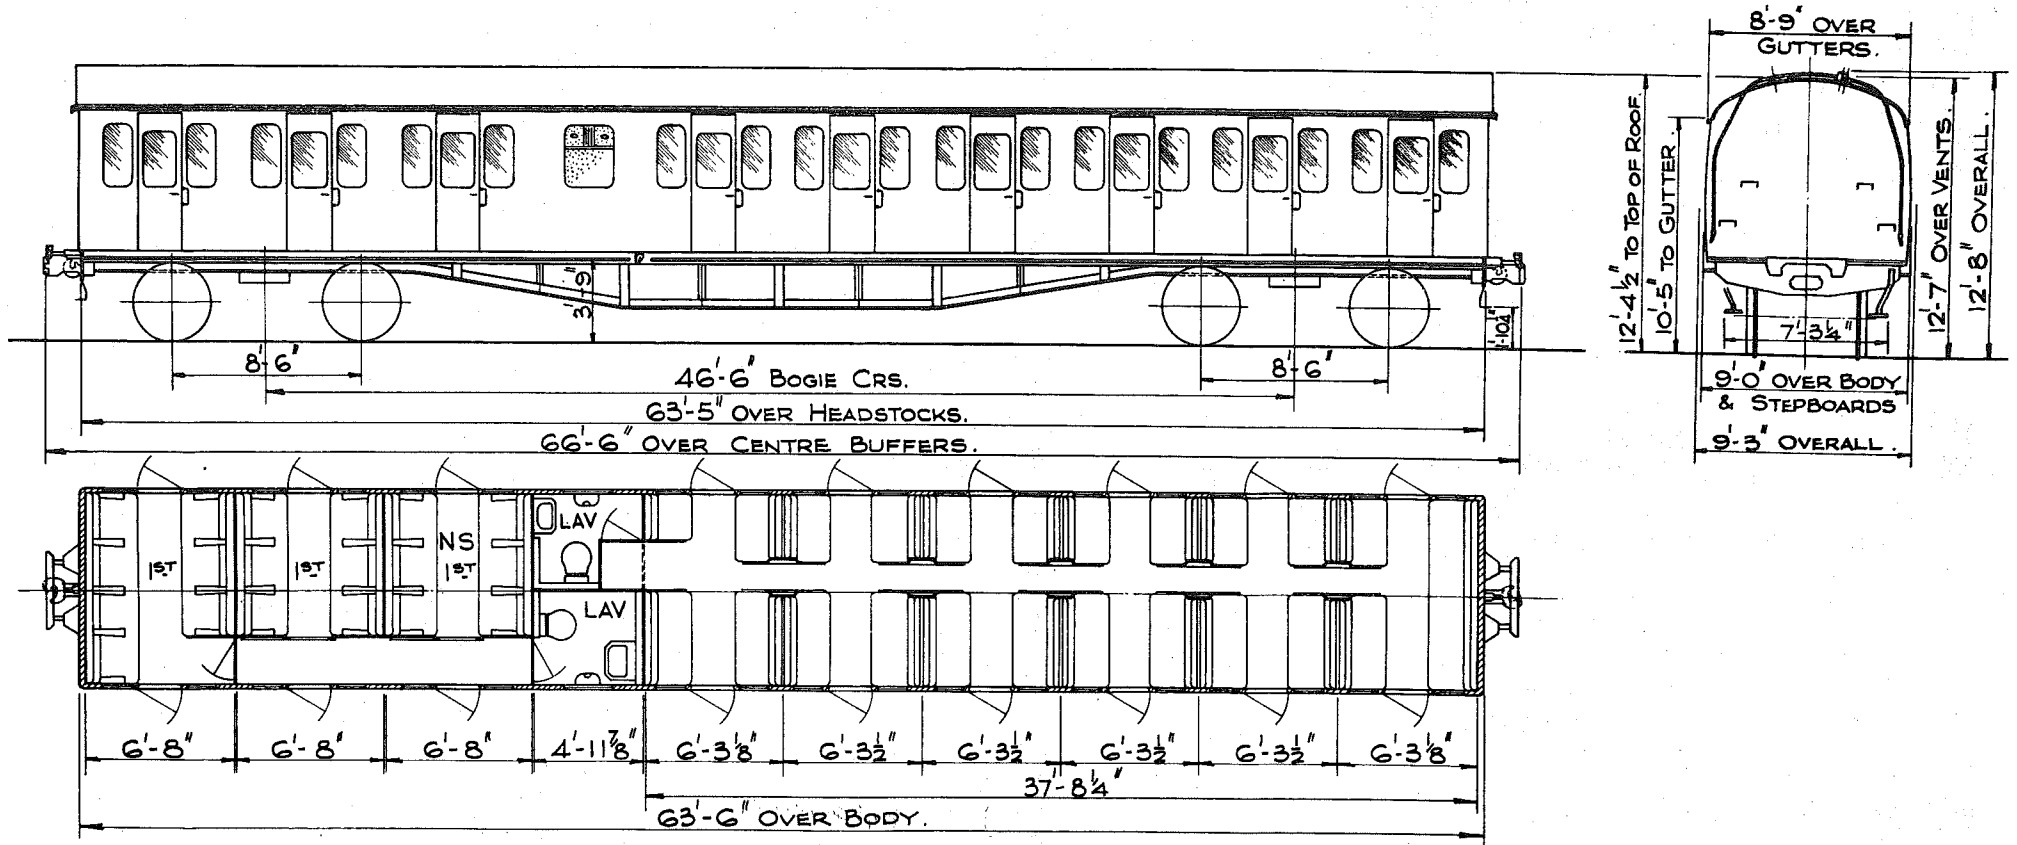 8'-9" OVER
GUTTERS.
12'-4½" TO TOP OF ROOF.
10'-5" TO GUTTER.
12'-7" OVER VENTS.
12'-8" OVERALL.
3'-9"
1'-10¼"
7'-3¼"
8'-6"
8'-6"
46'-6" BOGIE CRS.
63'-5" OVER HEADSTOCKS.
66'-6" OVER CENTRE BUFFERS.
9'-0" OVER BODY
& STEPBOARDS
9'-3" OVERALL.
LAV
NS
1ST
1ST
1ST
LAV
6'-8"
6'-8"
6'-8"
4'-11⅞"
6'-3⅛"
6'-3½"
6'-3½"
6'-3½"
6'-3½"
6'-3⅛"
37'-8¼"
63'-6" OVER BODY.